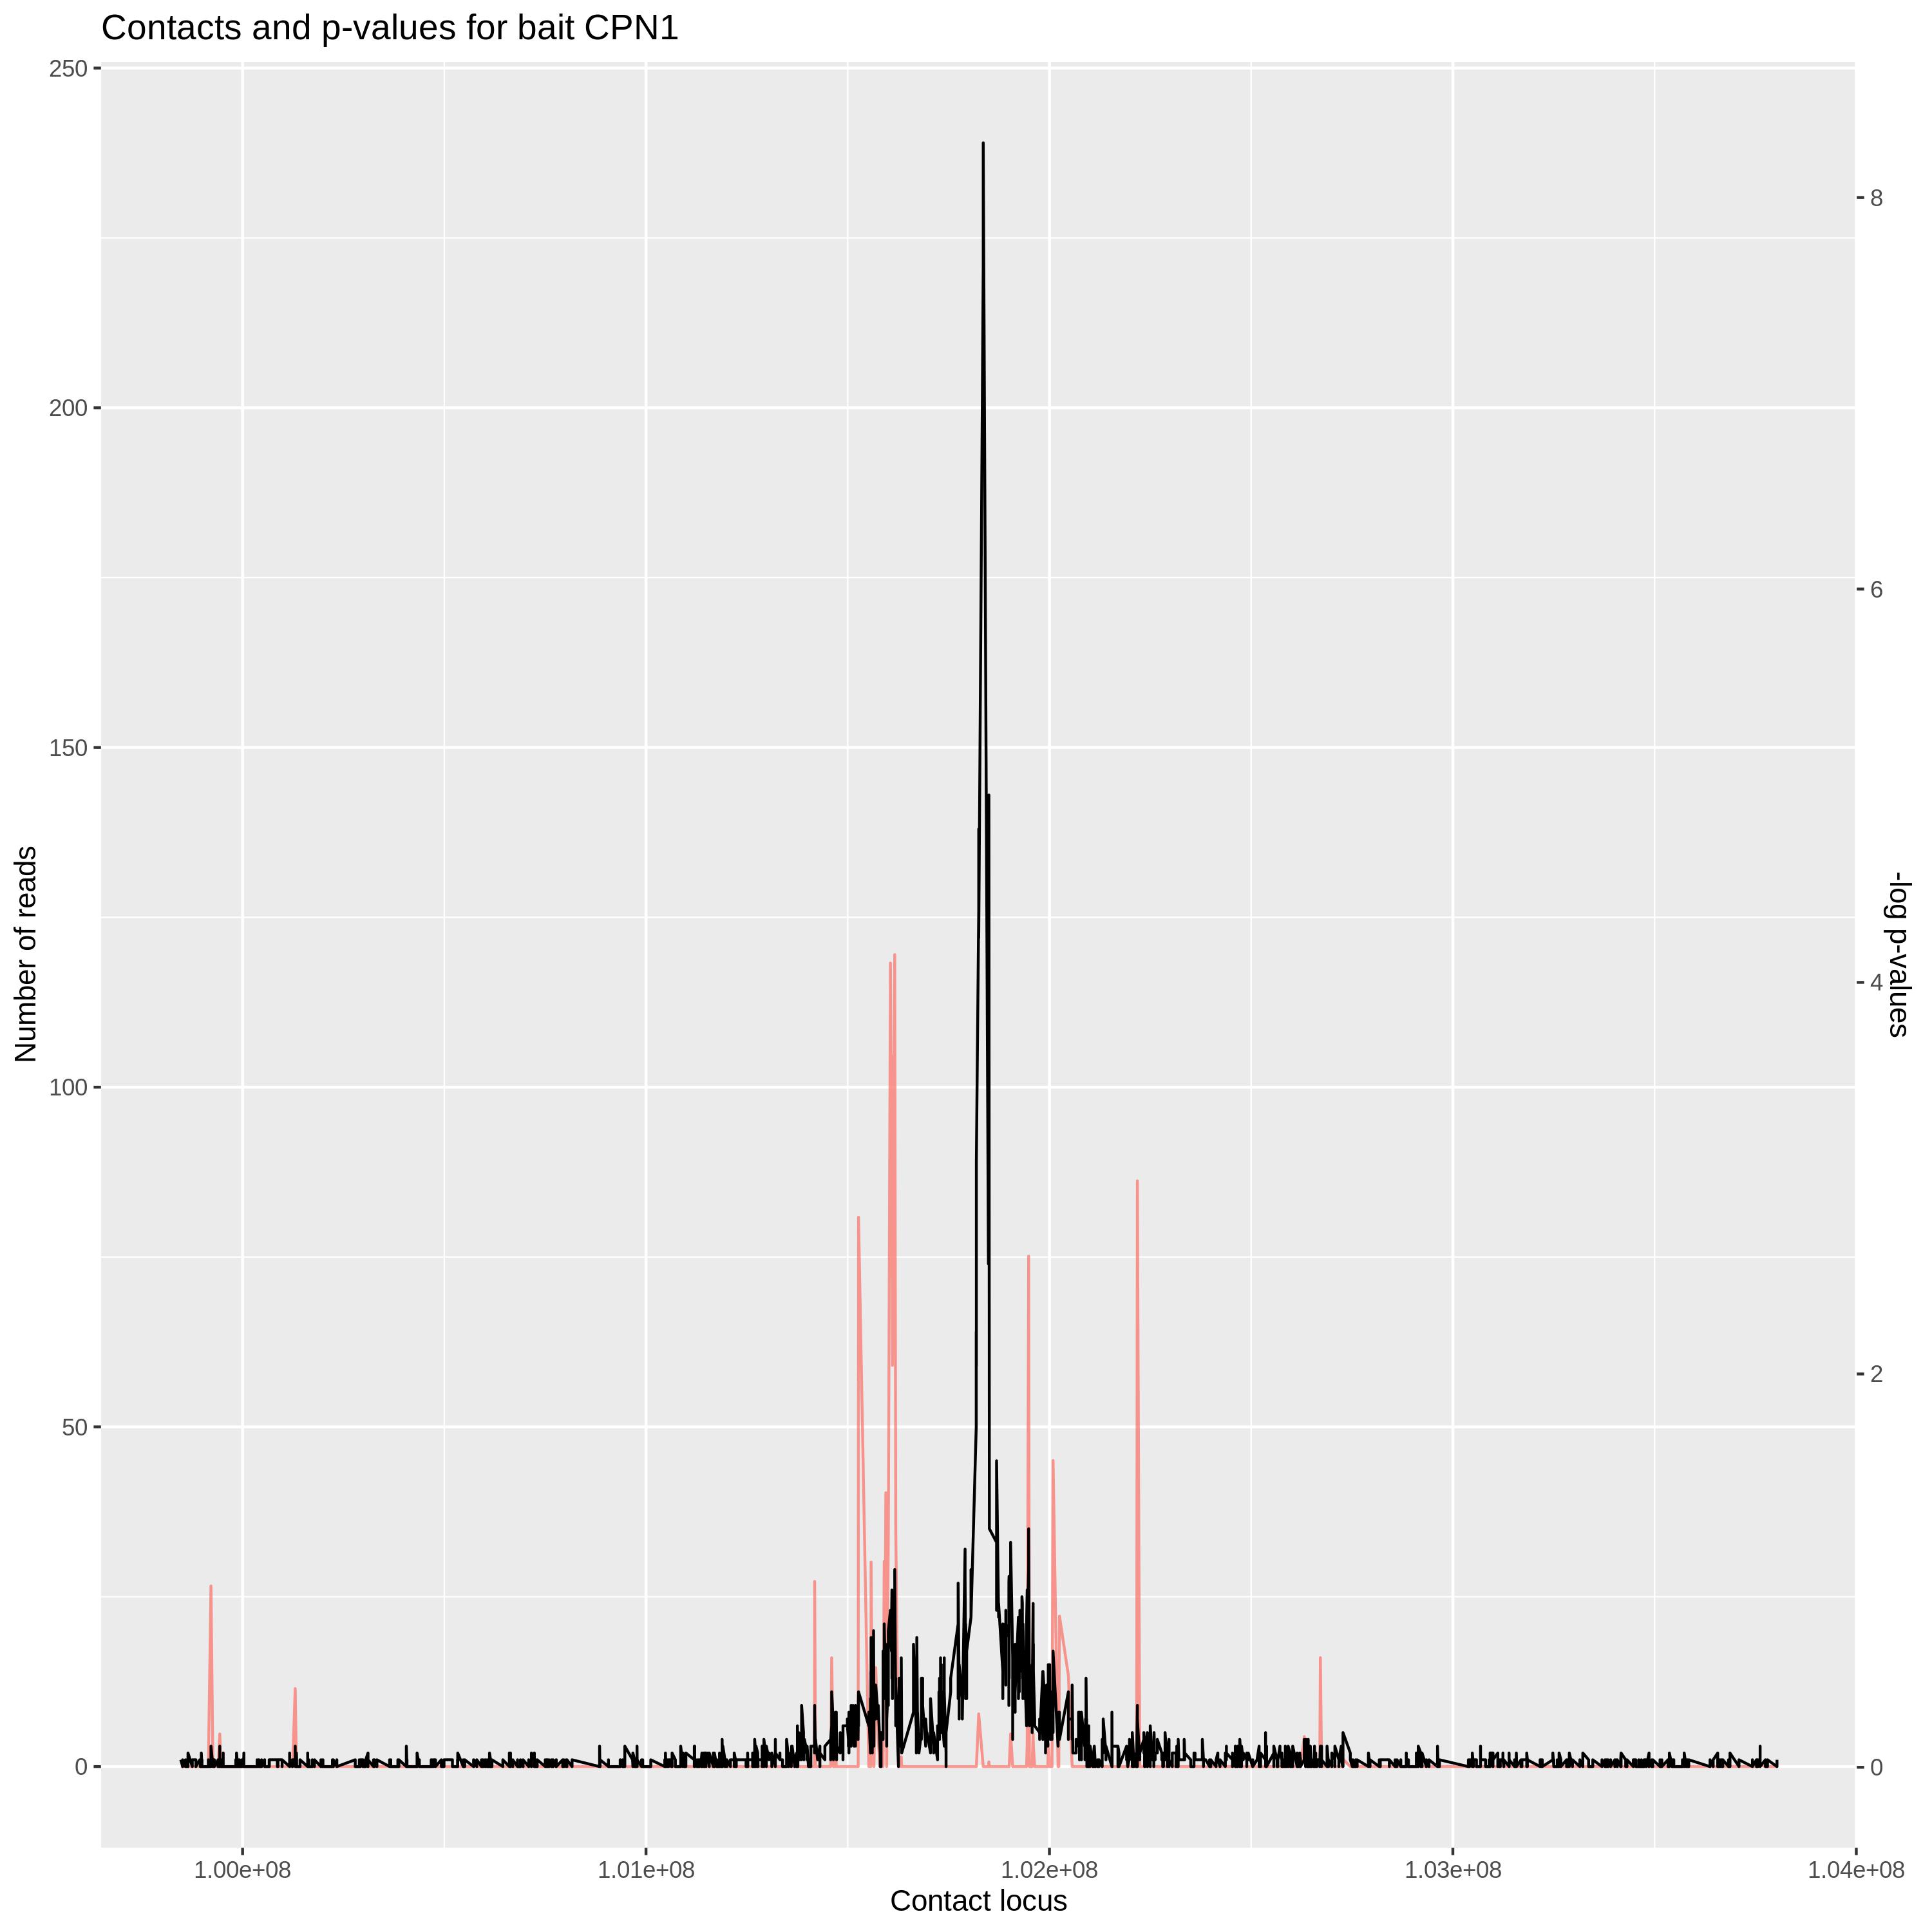 Contacts and p-values for bait CPN1
250
200
150
100
50
0
Number of reads
8
6
4
2
0
-log p-values
1.00e+08 1.01e+08 1.02e+08 1.03e+08 1.04e+08
Contact locus